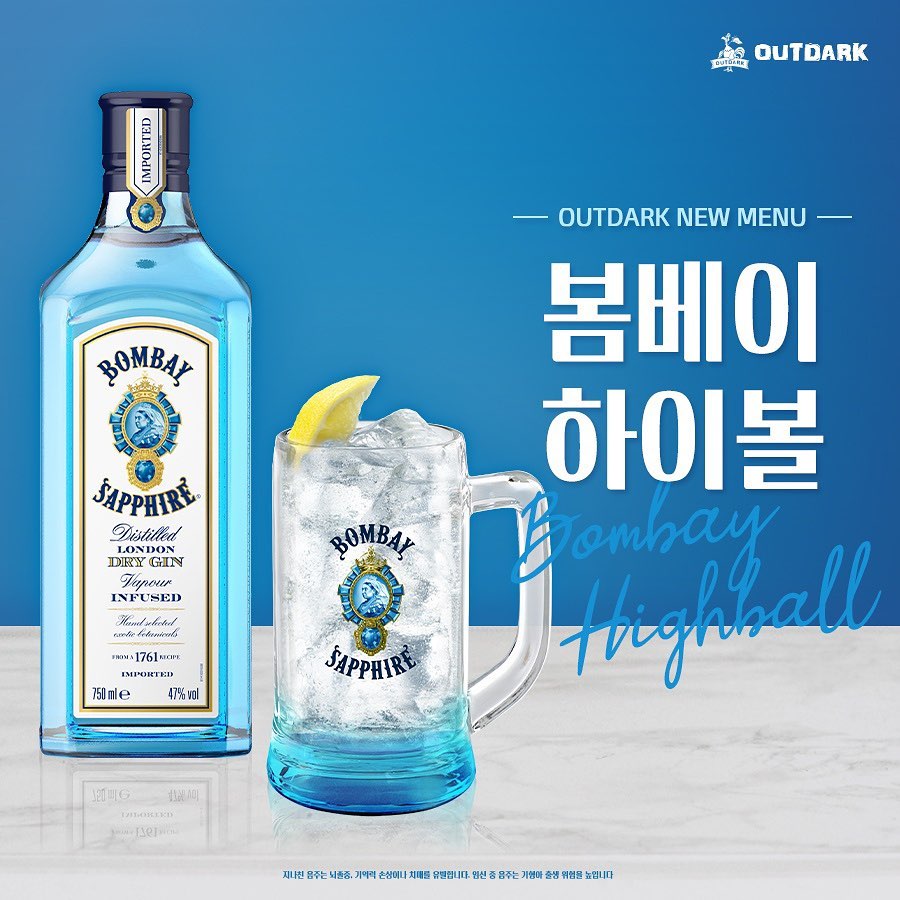 OUTDARK
OUTDARK
OUTDARK NEW MENU
봄베이
하이볼
Bombay
Highball
IMPORTED
BOMBAY
SAPPHIRE
Distilled
LONDON
DRY GIN
Vapour
INFUSED
Hand selected
exotic botanicals
FROM A 1761 RECIPE
IMPORTED
750 ml e 47% vol
BOMBAY
SAPPHIRE
지나친 음주는 뇌졸중, 기억력 손상이나 치매를 유발합니다. 임신 중 음주는 기형아 출생 위험을 높입니다